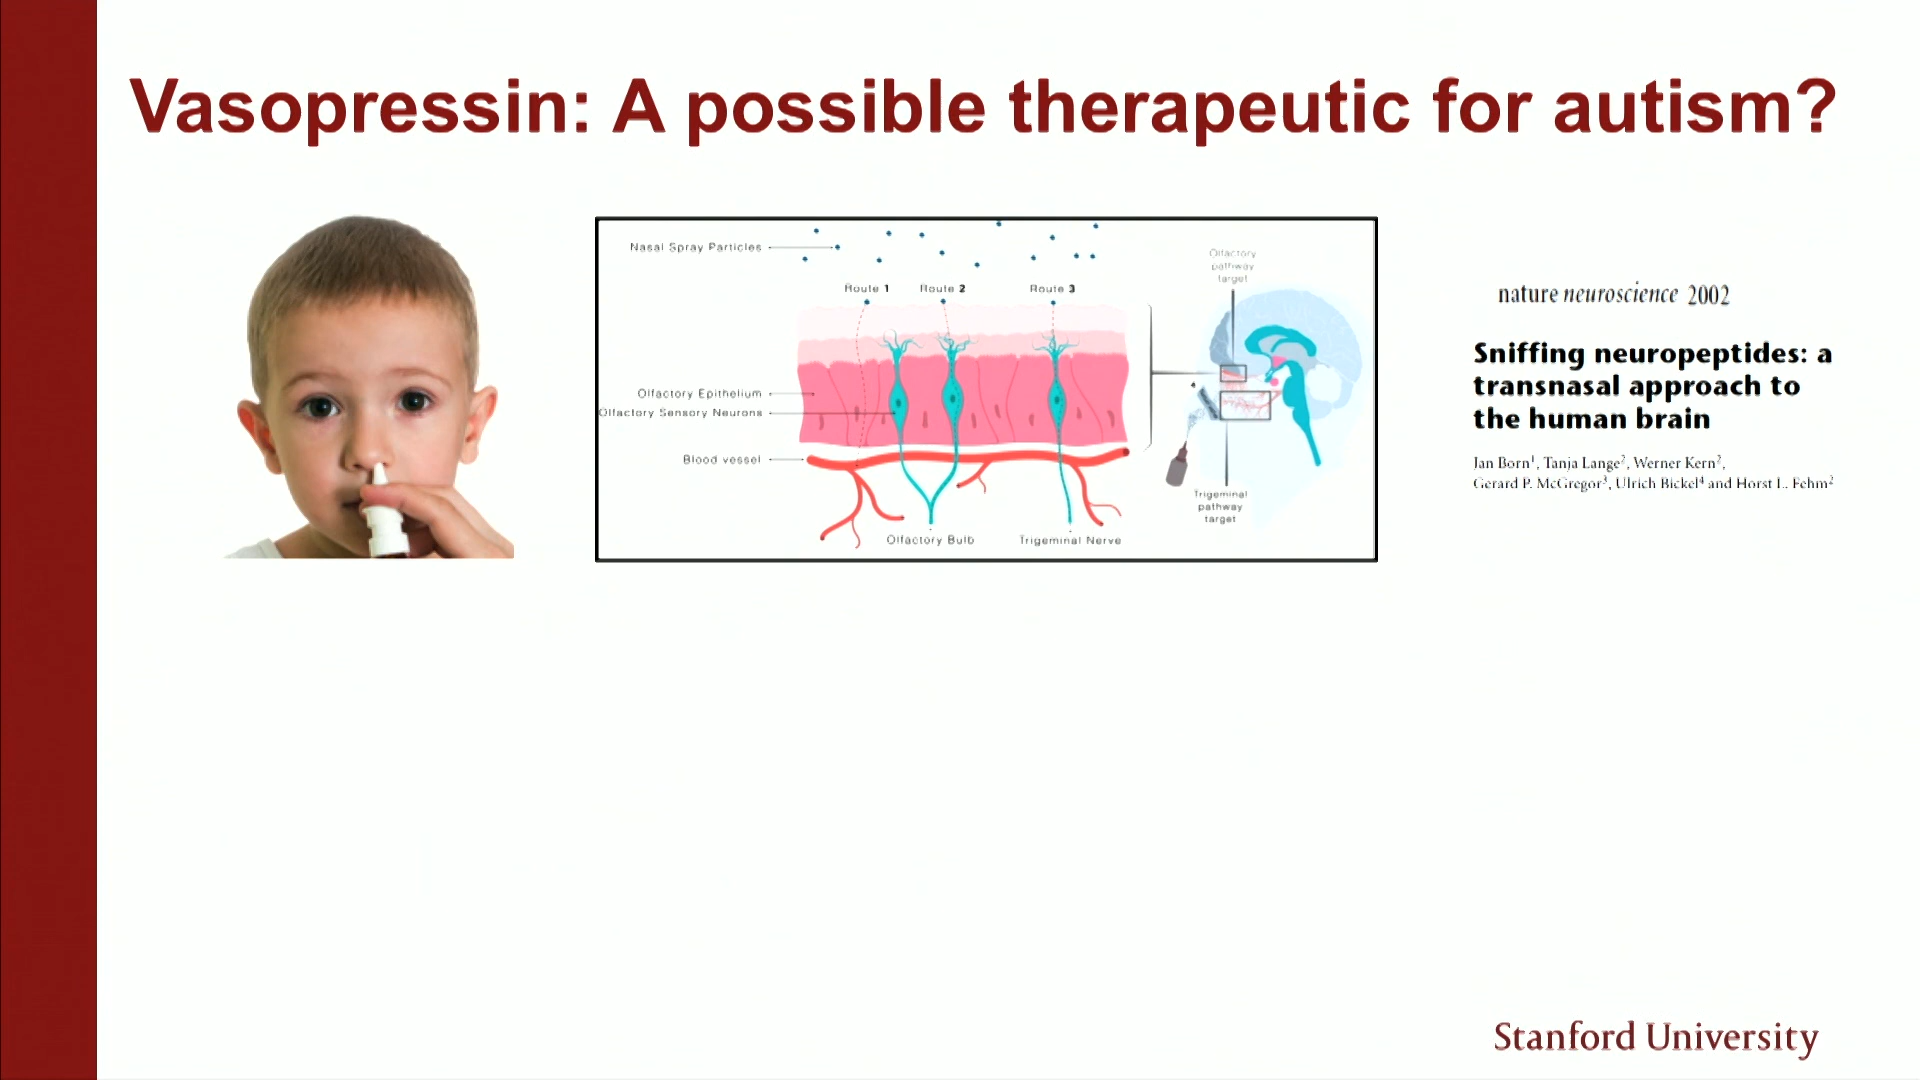 Vasopressin: A possible therapeutic for autism?
Nasal Spray Particles
Route 1
Route 2
Route 3
Olfactory Epithelium
Olfactory Sensory Neurons
Blood vessel
Olfactory Bulb
Trigeminal Nerve
Olfactory
pathway
target
Trigeminal
pathway
target
nature neuroscience 2002
Sniffing neuropeptides: a
transnasal approach to
the human brain
Jan Born¹, Tanja Lange², Werner Kern²,
Gerard P. McGregor³, Ulrich Bickel⁴ and Horst L. Fehm²
Stanford University